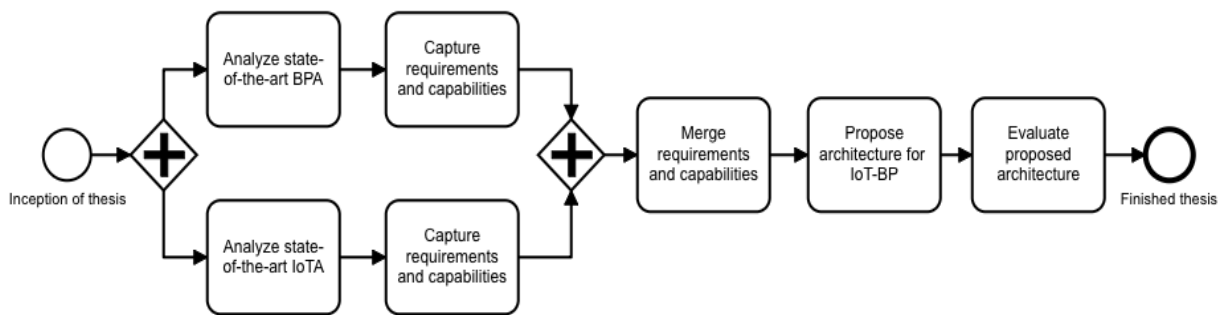 Inception of thesis
Analyze state-
of-the-art BPA
Capture
requirements
and capabilities
Analyze state-
of-the-art IoTA
Capture
requirements
and capabilities
Merge
requirements
and capabilities
Propose
architecture for
IoT-BP
Evaluate
proposed
architecture
Finished thesis